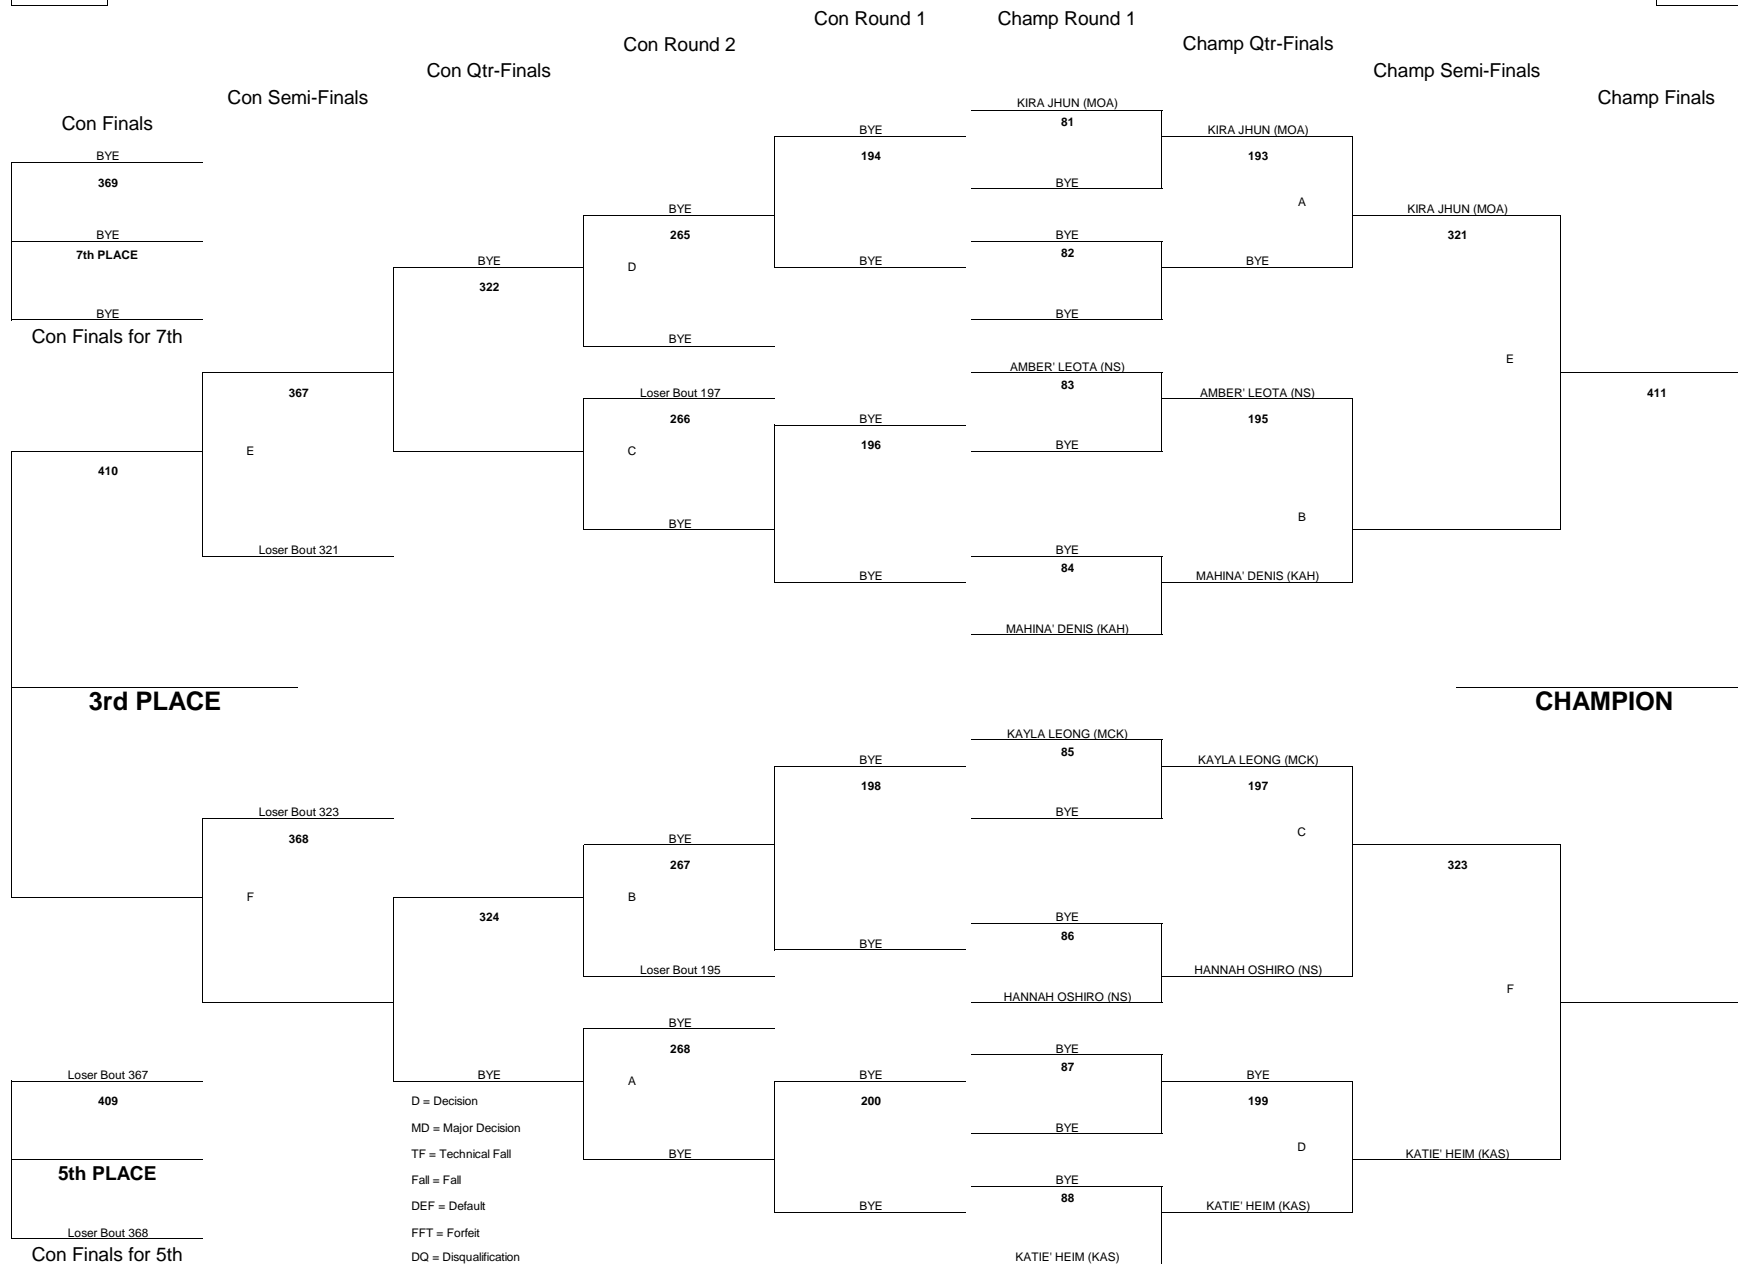 Con Round 1
Champ Round 1
Con Round 2
Champ Qtr-Finals
Con Qtr-Finals
Champ Semi-Finals
Con Semi-Finals
Champ Finals
Con Finals
KIRA JHUN (MOA)
81
BYE
KIRA JHUN (MOA)
BYE
194
193
369
BYE
A
BYE
KIRA JHUN (MOA)
BYE
265
BYE
321
7th PLACE
82
BYE
D
BYE
BYE
322
BYE
BYE
Con Finals for 7th
BYE
E
AMBER' LEOTA (NS)
83
367
Loser Bout 197
AMBER' LEOTA (NS)
411
266
BYE
195
E
C
196
BYE
410
B
BYE
Loser Bout 321
BYE
84
BYE
MAHINA' DENIS (KAH)
MAHINA' DENIS (KAH)
3rd PLACE
CHAMPION
KAYLA LEONG (MCK)
85
BYE
KAYLA LEONG (MCK)
198
197
Loser Bout 323
BYE
368
BYE
C
267
323
F
B
324
BYE
86
BYE
Loser Bout 195
HANNAH OSHIRO (NS)
F
HANNAH OSHIRO (NS)
BYE
268
BYE
87
Loser Bout 367
BYE
A
BYE
BYE
409
D = Decision
200
199
MD = Major Decision
BYE
D
TF = Technical Fall
BYE
KATIE' HEIM (KAS)
5th PLACE
Fall = Fall
BYE
88
DEF = Default
BYE
KATIE' HEIM (KAS)
Loser Bout 368
FFT = Forfeit
Con Finals for 5th
DQ = Disqualification
KATIE' HEIM (KAS)